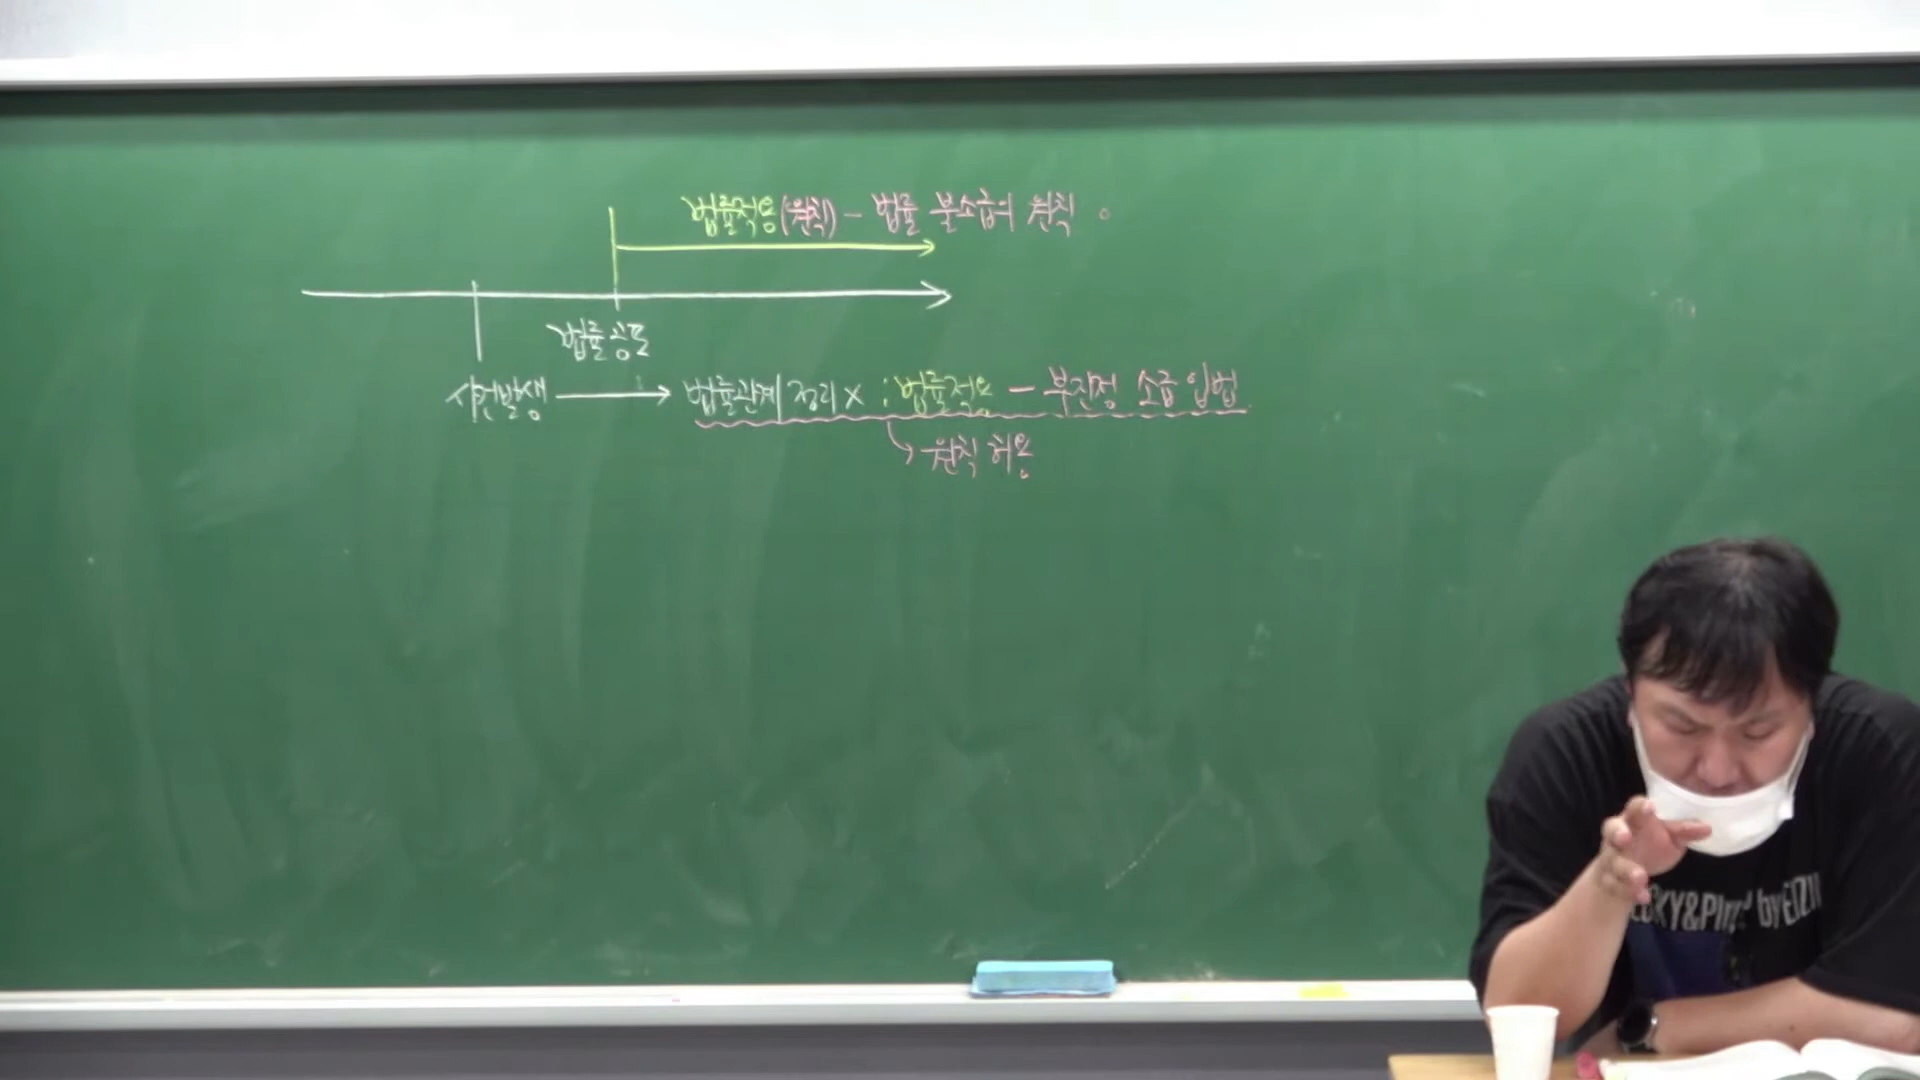 법률적용(원칙) - 법률 불소급의 원칙 。
법률공포
사건발생 → 법률관계 정리 x : 법률적용 - 부진정 소급 입법
↳ 원칙 허용